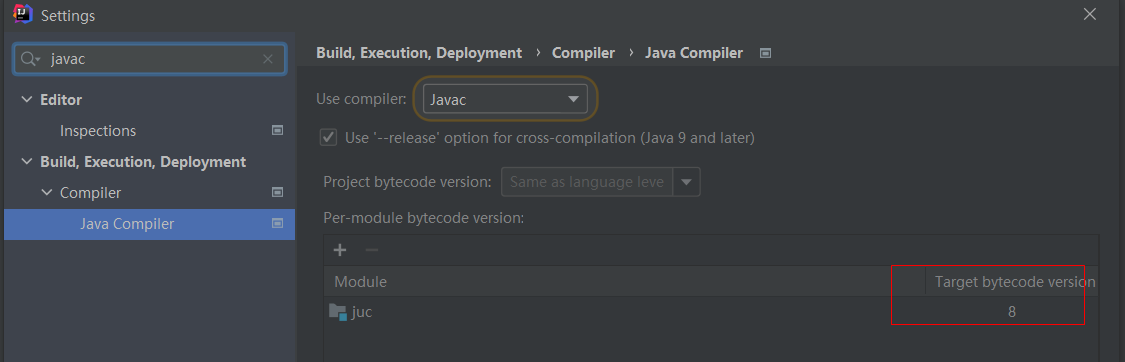 Settings
javac
Editor
Inspections
Build, Execution, Deployment
Compiler
Java Compiler
Build, Execution, Deployment › Compiler › Java Compiler
Use compiler: Javac
Use '--release' option for cross-compilation (Java 9 and later)
Project bytecode version: Same as language leve
Per-module bytecode version:
Module Target bytecode version
juc 8